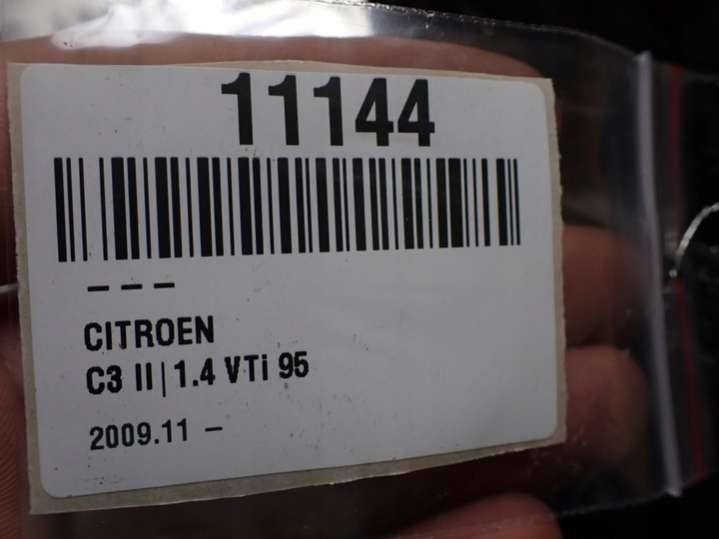 11144
– – –
CITROEN
C3 II | 1.4 VTi 95
2009.11 –